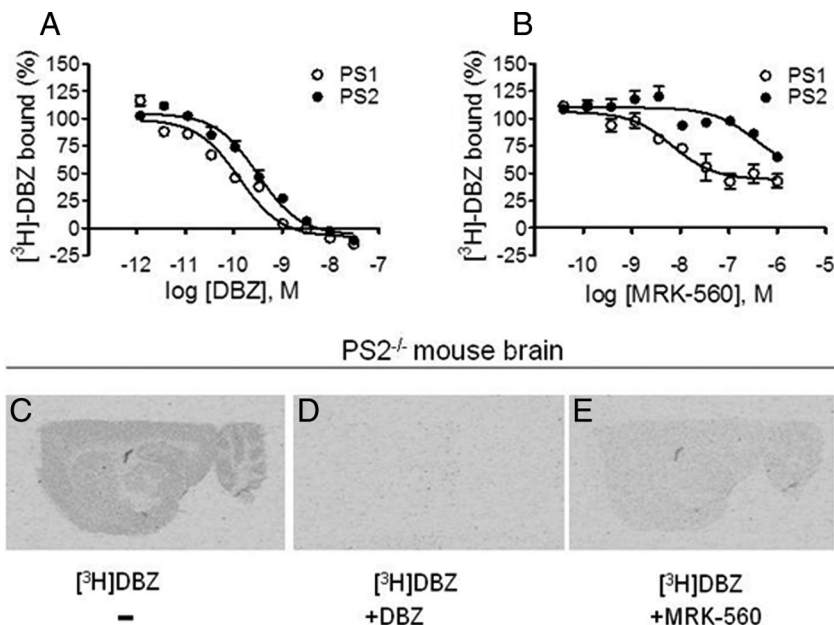 A
B
[³H]-DBZ bound (%)
150
125
100
75
50
25
0
-25
PS1
PS2
-12 -11 -10 -9 -8 -7
log [DBZ], M
[³H]-DBZ bound (%)
150
125
100
75
50
25
0
-25
PS1
PS2
-10 -9 -8 -7 -6 -5
log [MRK-560], M
PS2-/- mouse brain
C
D
E
[³H]DBZ
–
[³H]DBZ
+DBZ
[³H]DBZ
+MRK-560